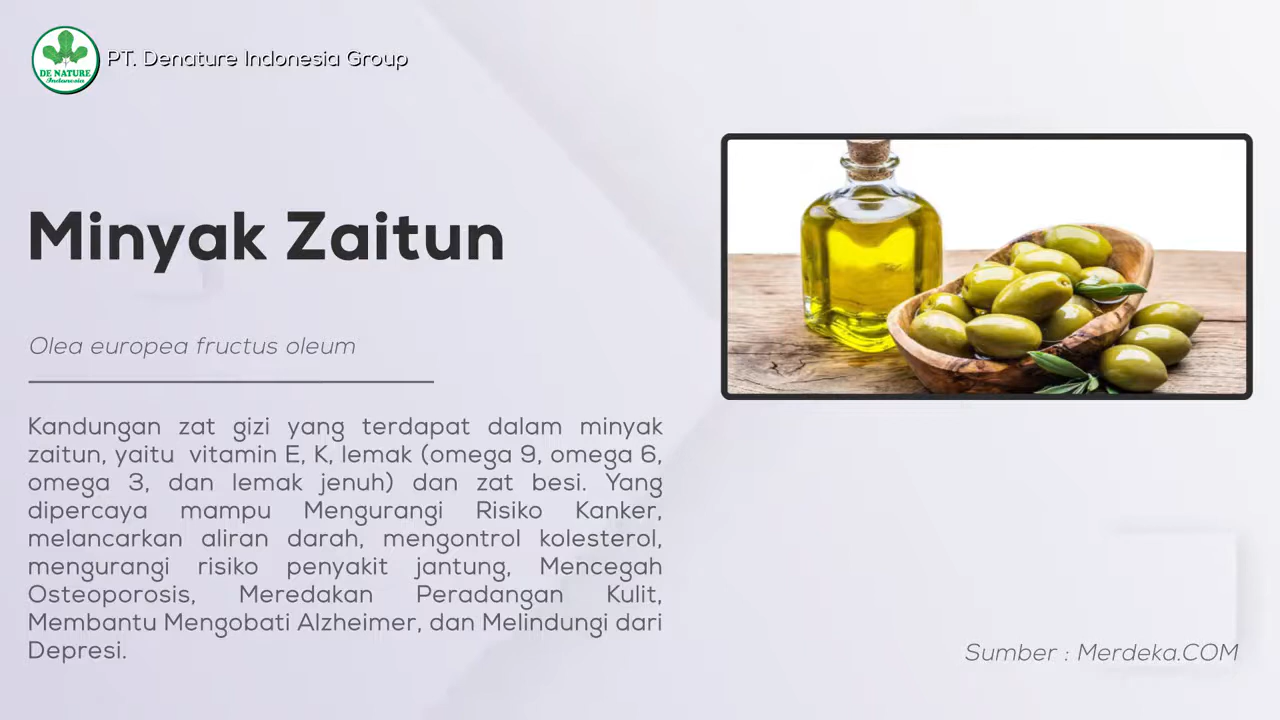 DE NATURE
Indonesia
PT. Denature Indonesia Group
Minyak Zaitun
Olea europea fructus oleum
Kandungan zat gizi yang terdapat dalam minyak
zaitun, yaitu vitamin E, K, lemak (omega 9, omega 6,
omega 3, dan lemak jenuh) dan zat besi. Yang
dipercaya mampu Mengurangi Risiko Kanker,
melancarkan aliran darah, mengontrol kolesterol,
mengurangi risiko penyakit jantung, Mencegah
Osteoporosis, Meredakan Peradangan Kulit,
Membantu Mengobati Alzheimer, dan Melindungi dari
Depresi.
Sumber : Merdeka.COM